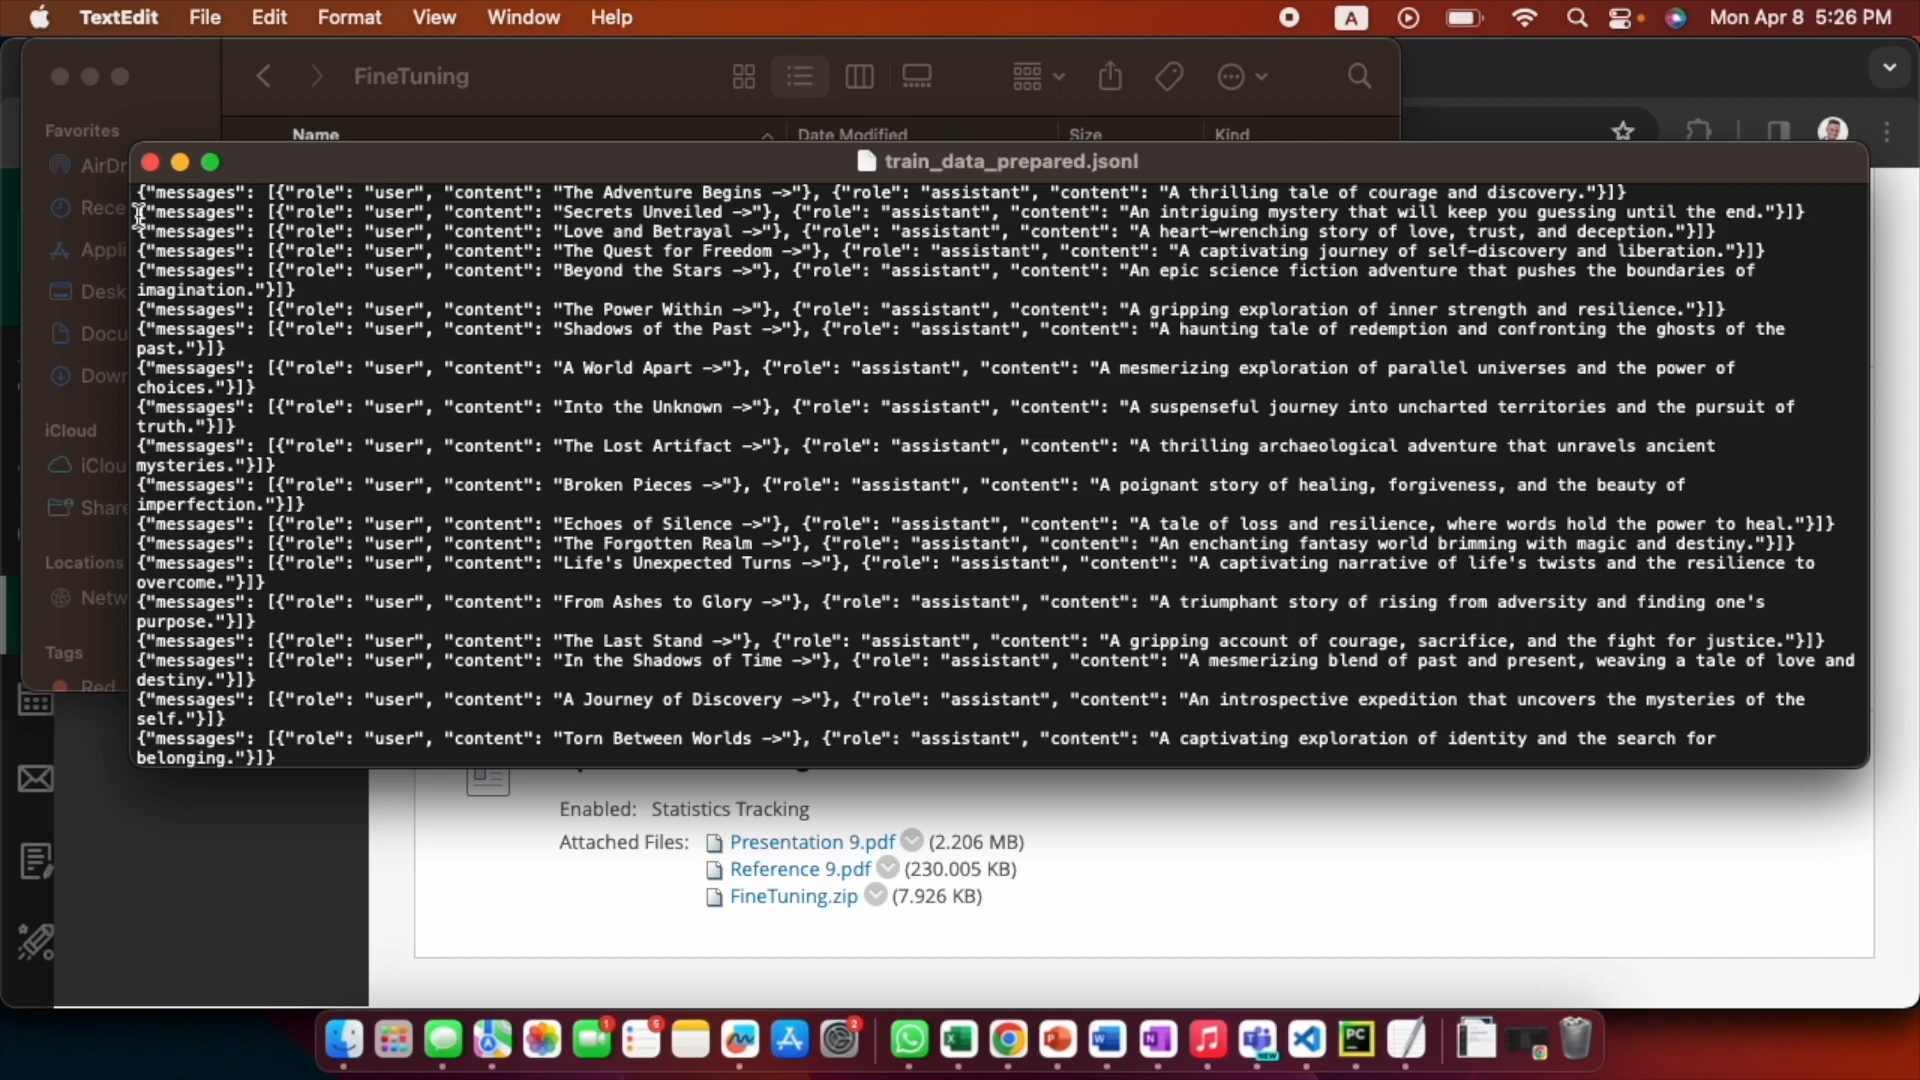 TextEdit File Edit Format View Window Help
A
Mon Apr 8 5:26 PM
FineTuning
Favorites
Name Date Modified Size Kind
AirDr
train_data_prepared.jsonl
Rece
Appli
Desk
Docu
Down
iCloud
iClou
Share
Locations
Netw
Tags
Red
{"messages": [{"role": "user", "content": "The Adventure Begins ->"}, {"role": "assistant", "content": "A thrilling tale of courage and discovery."}]}
{"messages": [{"role": "user", "content": "Secrets Unveiled ->"}, {"role": "assistant", "content": "An intriguing mystery that will keep you guessing until the end."}]}
{"messages": [{"role": "user", "content": "Love and Betrayal ->"}, {"role": "assistant", "content": "A heart-wrenching story of love, trust, and deception."}]}
{"messages": [{"role": "user", "content": "The Quest for Freedom ->"}, {"role": "assistant", "content": "A captivating journey of self-discovery and liberation."}]}
{"messages": [{"role": "user", "content": "Beyond the Stars ->"}, {"role": "assistant", "content": "An epic science fiction adventure that pushes the boundaries of
imagination."}]}
{"messages": [{"role": "user", "content": "The Power Within ->"}, {"role": "assistant", "content": "A gripping exploration of inner strength and resilience."}]}
{"messages": [{"role": "user", "content": "Shadows of the Past ->"}, {"role": "assistant", "content": "A haunting tale of redemption and confronting the ghosts of the
past."}]}
{"messages": [{"role": "user", "content": "A World Apart ->"}, {"role": "assistant", "content": "A mesmerizing exploration of parallel universes and the power of
choices."}]}
{"messages": [{"role": "user", "content": "Into the Unknown ->"}, {"role": "assistant", "content": "A suspenseful journey into uncharted territories and the pursuit of
truth."}]}
{"messages": [{"role": "user", "content": "The Lost Artifact ->"}, {"role": "assistant", "content": "A thrilling archaeological adventure that unravels ancient
mysteries."}]}
{"messages": [{"role": "user", "content": "Broken Pieces ->"}, {"role": "assistant", "content": "A poignant story of healing, forgiveness, and the beauty of
imperfection."}]}
{"messages": [{"role": "user", "content": "Echoes of Silence ->"}, {"role": "assistant", "content": "A tale of loss and resilience, where words hold the power to heal."}]}
{"messages": [{"role": "user", "content": "The Forgotten Realm ->"}, {"role": "assistant", "content": "An enchanting fantasy world brimming with magic and destiny."}]}
{"messages": [{"role": "user", "content": "Life's Unexpected Turns ->"}, {"role": "assistant", "content": "A captivating narrative of life's twists and the resilience to
overcome."}]}
{"messages": [{"role": "user", "content": "From Ashes to Glory ->"}, {"role": "assistant", "content": "A triumphant story of rising from adversity and finding one's
purpose."}]}
{"messages": [{"role": "user", "content": "The Last Stand ->"}, {"role": "assistant", "content": "A gripping account of courage, sacrifice, and the fight for justice."}]}
{"messages": [{"role": "user", "content": "In the Shadows of Time ->"}, {"role": "assistant", "content": "A mesmerizing blend of past and present, weaving a tale of love and
destiny."}]}
{"messages": [{"role": "user", "content": "A Journey of Discovery ->"}, {"role": "assistant", "content": "An introspective expedition that uncovers the mysteries of the
self."}]}
{"messages": [{"role": "user", "content": "Torn Between Worlds ->"}, {"role": "assistant", "content": "A captivating exploration of identity and the search for
belonging."}]}
Enabled: Statistics Tracking
Attached Files: Presentation 9.pdf (2.206 MB)
Reference 9.pdf (230.005 KB)
FineTuning.zip (7.926 KB)
1
6
2
NEW
PC